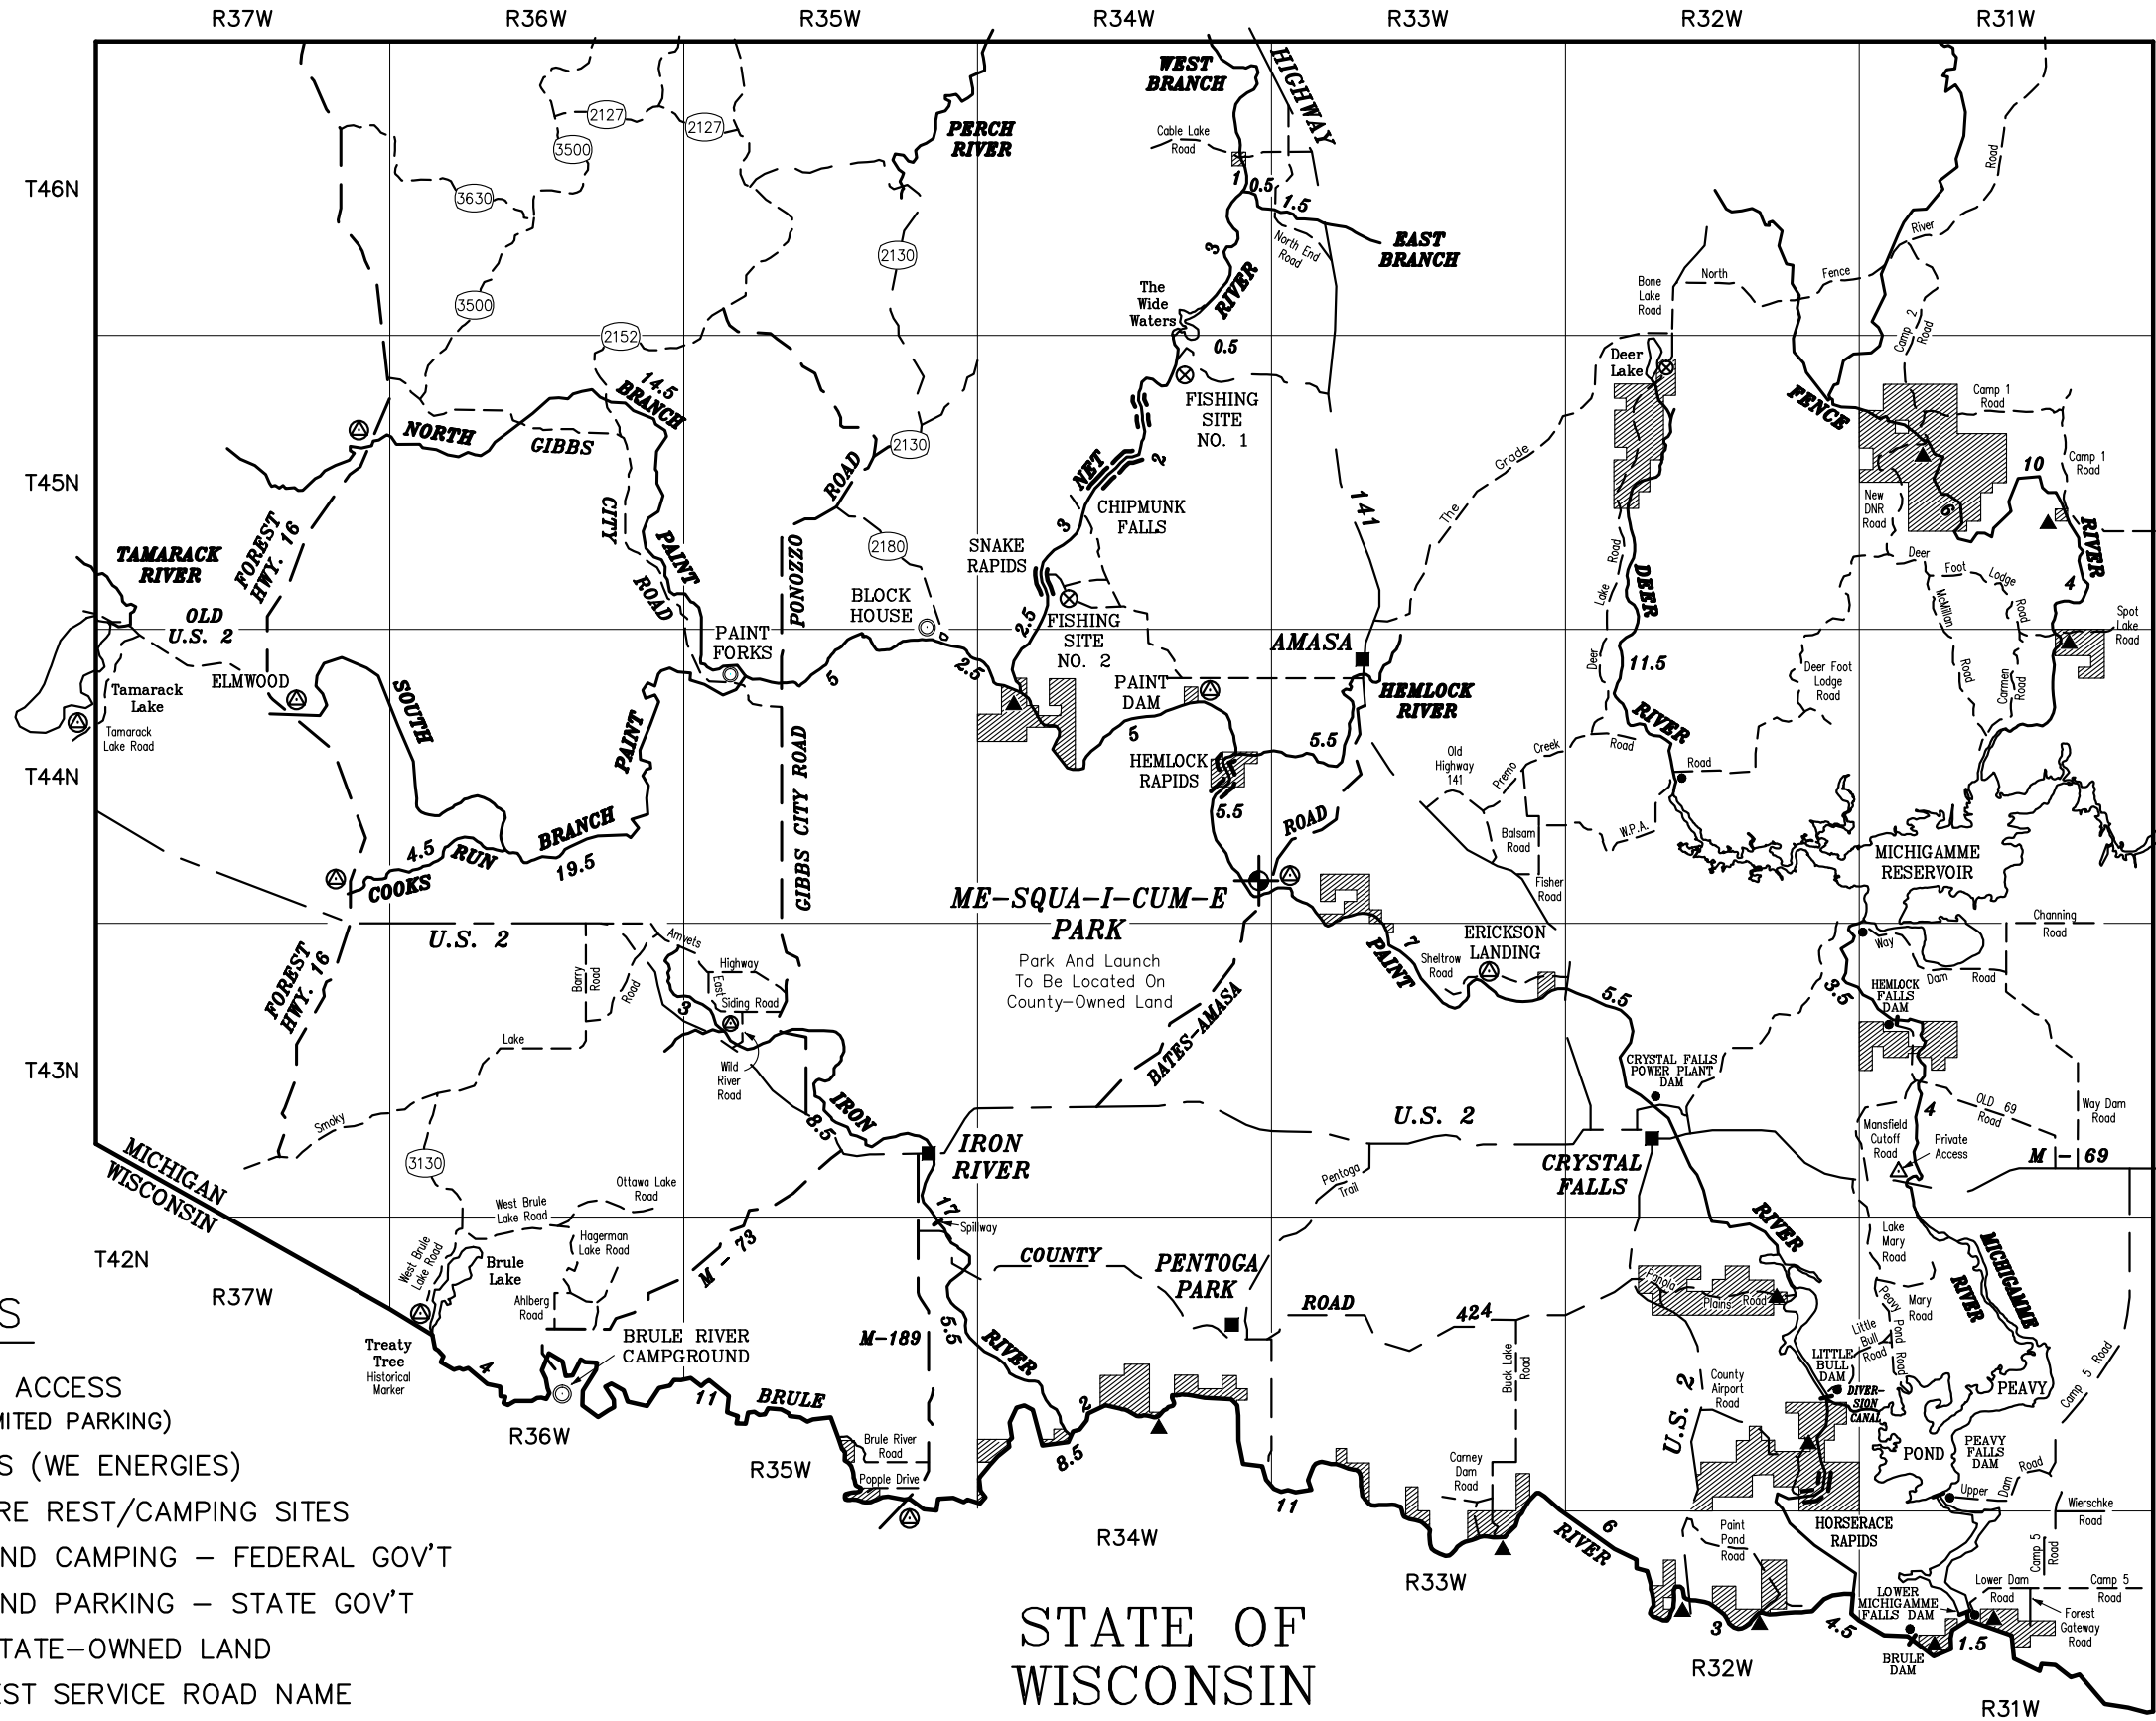 R37W
R36W
R35W
R34W
R33W
R32W
R31W
T46N
T45N
T44N
T43N
T42N
WEST
BRANCH
HIGHWAY
PERCH
RIVER
Cable Lake
Road
2127
2127
3500
3630
3500
2130
2152
2130
2180
1
0.5
1.5
3
North End
Road
EAST
BRANCH
The
Wide
Waters
RIVER
0.5
FISHING
SITE
NO. 1
2
NET
CHIPMUNK
FALLS
3
SNAKE
RAPIDS
2.5
FISHING
SITE
NO. 2
141
The
Grade
Bone
Lake
Road
North
Fence
River
Road
Camp 2
Road
Deer
Lake
FENCE
Camp 1
Road
Camp 1
Road
10
6
New
DNR
Road
RIVER
4
Deer
Foot
Lodge
Road
McMillan
Road
Carmen
Road
Spot
Lake
Road
Deer Foot
Lodge
Road
DEER
11.5
RIVER
Deer
Lake
Road
14.5
BRANCH
NORTH
GIBBS
CITY
ROAD
PAINT
FOREST
HWY. 16
TAMARACK
RIVER
OLD
U.S. 2
Tamarack
Lake
Tamarack
Lake Road
ELMWOOD
SOUTH
PAINT
BRANCH
19.5
4.5
RUN
COOKS
PAINT
FORKS
PONOZZO
ROAD
GIBBS CITY ROAD
BLOCK
HOUSE
5
2.5
PAINT
DAM
5
AMASA
HEMLOCK
RIVER
5.5
HEMLOCK
RAPIDS
5.5
ROAD
Old
Highway
141
Premo
Creek
Road
Road
Balsam
Road
W.P.A.
Fisher
Road
MICHIGAMME
RESERVOIR
ME-SQUA-I-CUM-E
PARK
Park And Launch
To Be Located On
County-Owned Land
BATES-AMASA
7
PAINT
Sheltrow
Road
ERICKSON
LANDING
5.5
Channing
Road
Way
Dam
Road
HEMLOCK
FALLS
DAM
3.5
CRYSTAL FALLS
POWER PLANT
DAM
4
OLD 69
Road
Way Dam
Road
Mansfield
Cutoff
Road
Private
Access
M - 69
U.S. 2
FOREST
HWY. 16
Barry
Road
Road
Amvets
Highway
East
Siding Road
3
Wild
River
Road
Lake
Smoky
3130
IRON
8.5
IRON
RIVER
U.S. 2
CRYSTAL
FALLS
Pentoga
Trail
MICHIGAN
WISCONSIN
Ottawa Lake
Road
West Brule
Lake Road
Hagerman
Lake Road
West Brule
Lake Road
Brule
Lake
Ahlberg
Road
M - 73
17
Spillway
COUNTY
PENTOGA
PARK
ROAD
424
RIVER
Panola
Plains
Road
Lake
Mary
Road
Peavy
Pond
Road
Mary
Road
MICHIGAMME
RIVER
Little
Bull
Road
LITTLE
BULL
DAM
DIVER-
SION
CANAL
PEAVY
POND
PEAVY
FALLS
DAM
Camp 5
Road
R37W
Treaty
Tree
Historical
Marker
4
BRULE RIVER
CAMPGROUND
M-189
5.5
RIVER
11
BRULE
R36W
R35W
Brule River
Road
Popple Drive
8.5
2
11
Buck Lake
Road
Carney
Dam
Road
U.S. 2
County
Airport
Road
Upper
Dam
Road
Wierschke
Road
HORSERACE
RAPIDS
R34W
R33W
RIVER
6
Paint
Pond
Road
Camp 5
Road
Lower Dam
Road
Camp 5
Road
LOWER
MICHIGAMME
FALLS DAM
Forest
Gateway
Road
3
4.5
1.5
BRULE
DAM
R32W
R31W
S
ACCESS
MITED PARKING)
S (WE ENERGIES)
RE REST/CAMPING SITES
ND CAMPING – FEDERAL GOV'T
ND PARKING – STATE GOV'T
TATE–OWNED LAND
EST SERVICE ROAD NAME
STATE OF
WISCONSIN